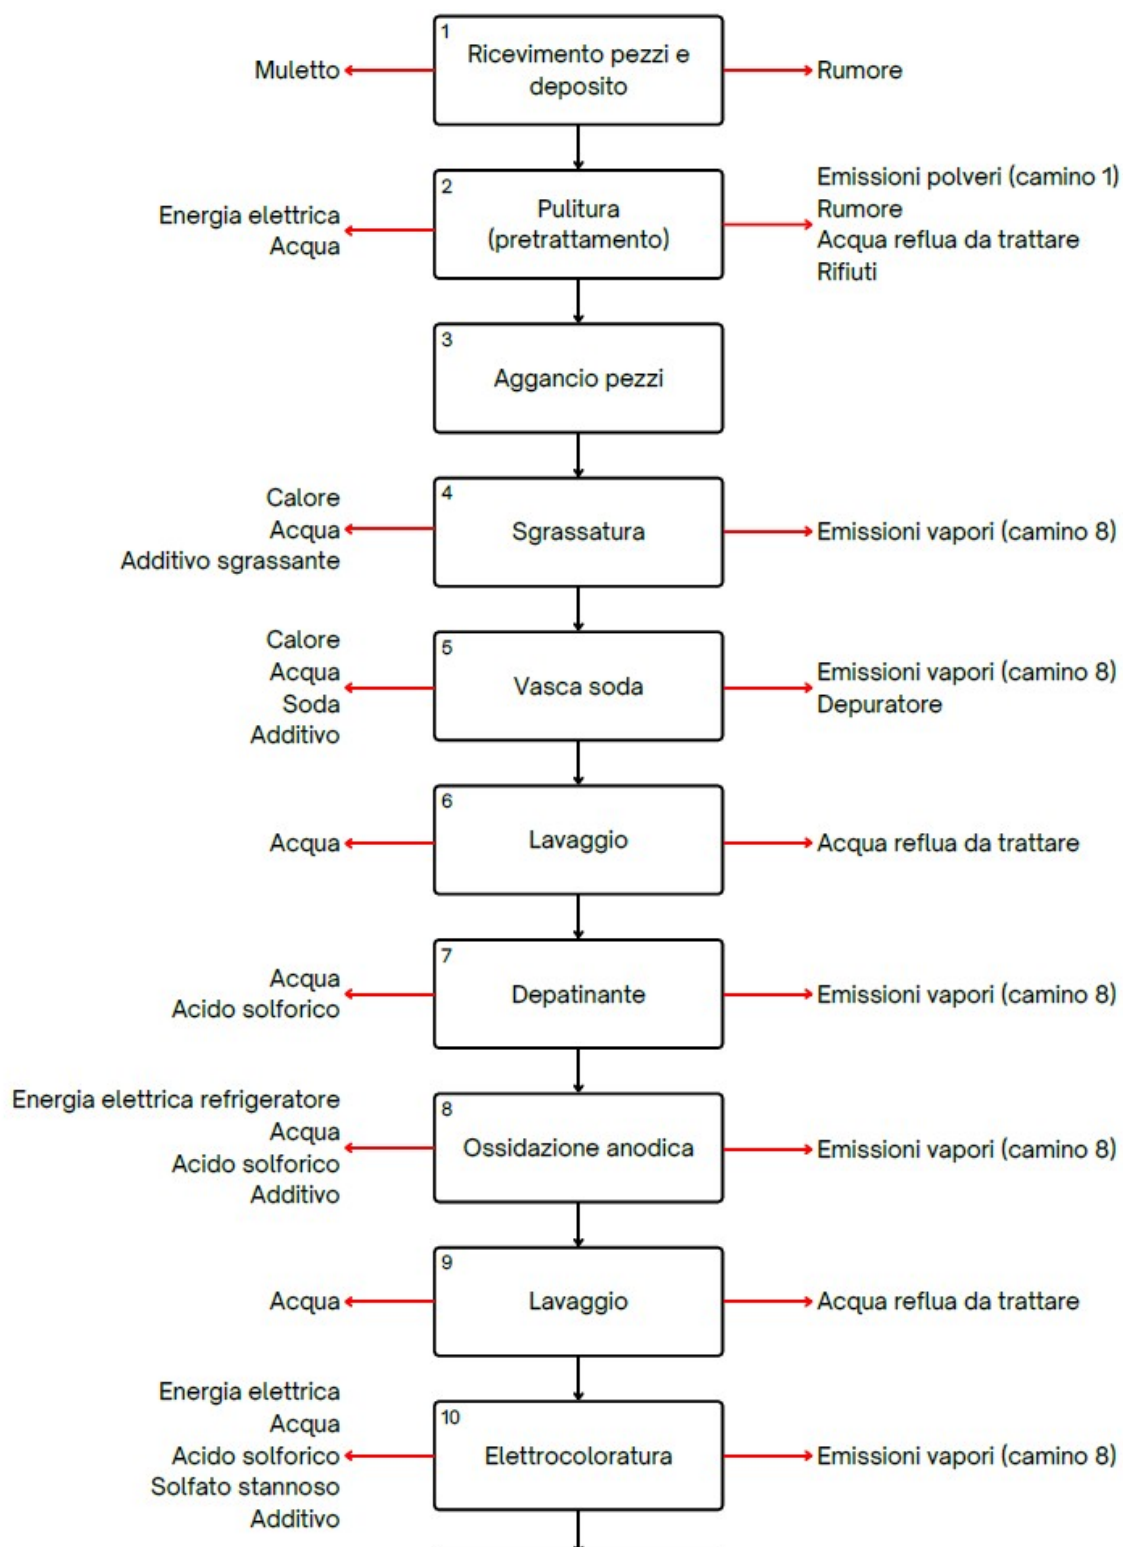 1
Ricevimento pezzi e
deposito
Muletto
Rumore
2
Pulitura
(pretrattamento)
Energia elettrica
Acqua
Emissioni polveri (camino 1)
Rumore
Acqua reflua da trattare
Rifiuti
3
Aggancio pezzi
4
Sgrassatura
Calore
Acqua
Additivo sgrassante
Emissioni vapori (camino 8)
5
Vasca soda
Calore
Acqua
Soda
Additivo
Emissioni vapori (camino 8)
Depuratore
6
Lavaggio
Acqua
Acqua reflua da trattare
7
Depatinante
Acqua
Acido solforico
Emissioni vapori (camino 8)
8
Ossidazione anodica
Energia elettrica refrigeratore
Acqua
Acido solforico
Additivo
Emissioni vapori (camino 8)
9
Lavaggio
Acqua
Acqua reflua da trattare
10
Elettrocoloratura
Energia elettrica
Acqua
Acido solforico
Solfato stannoso
Additivo
Emissioni vapori (camino 8)